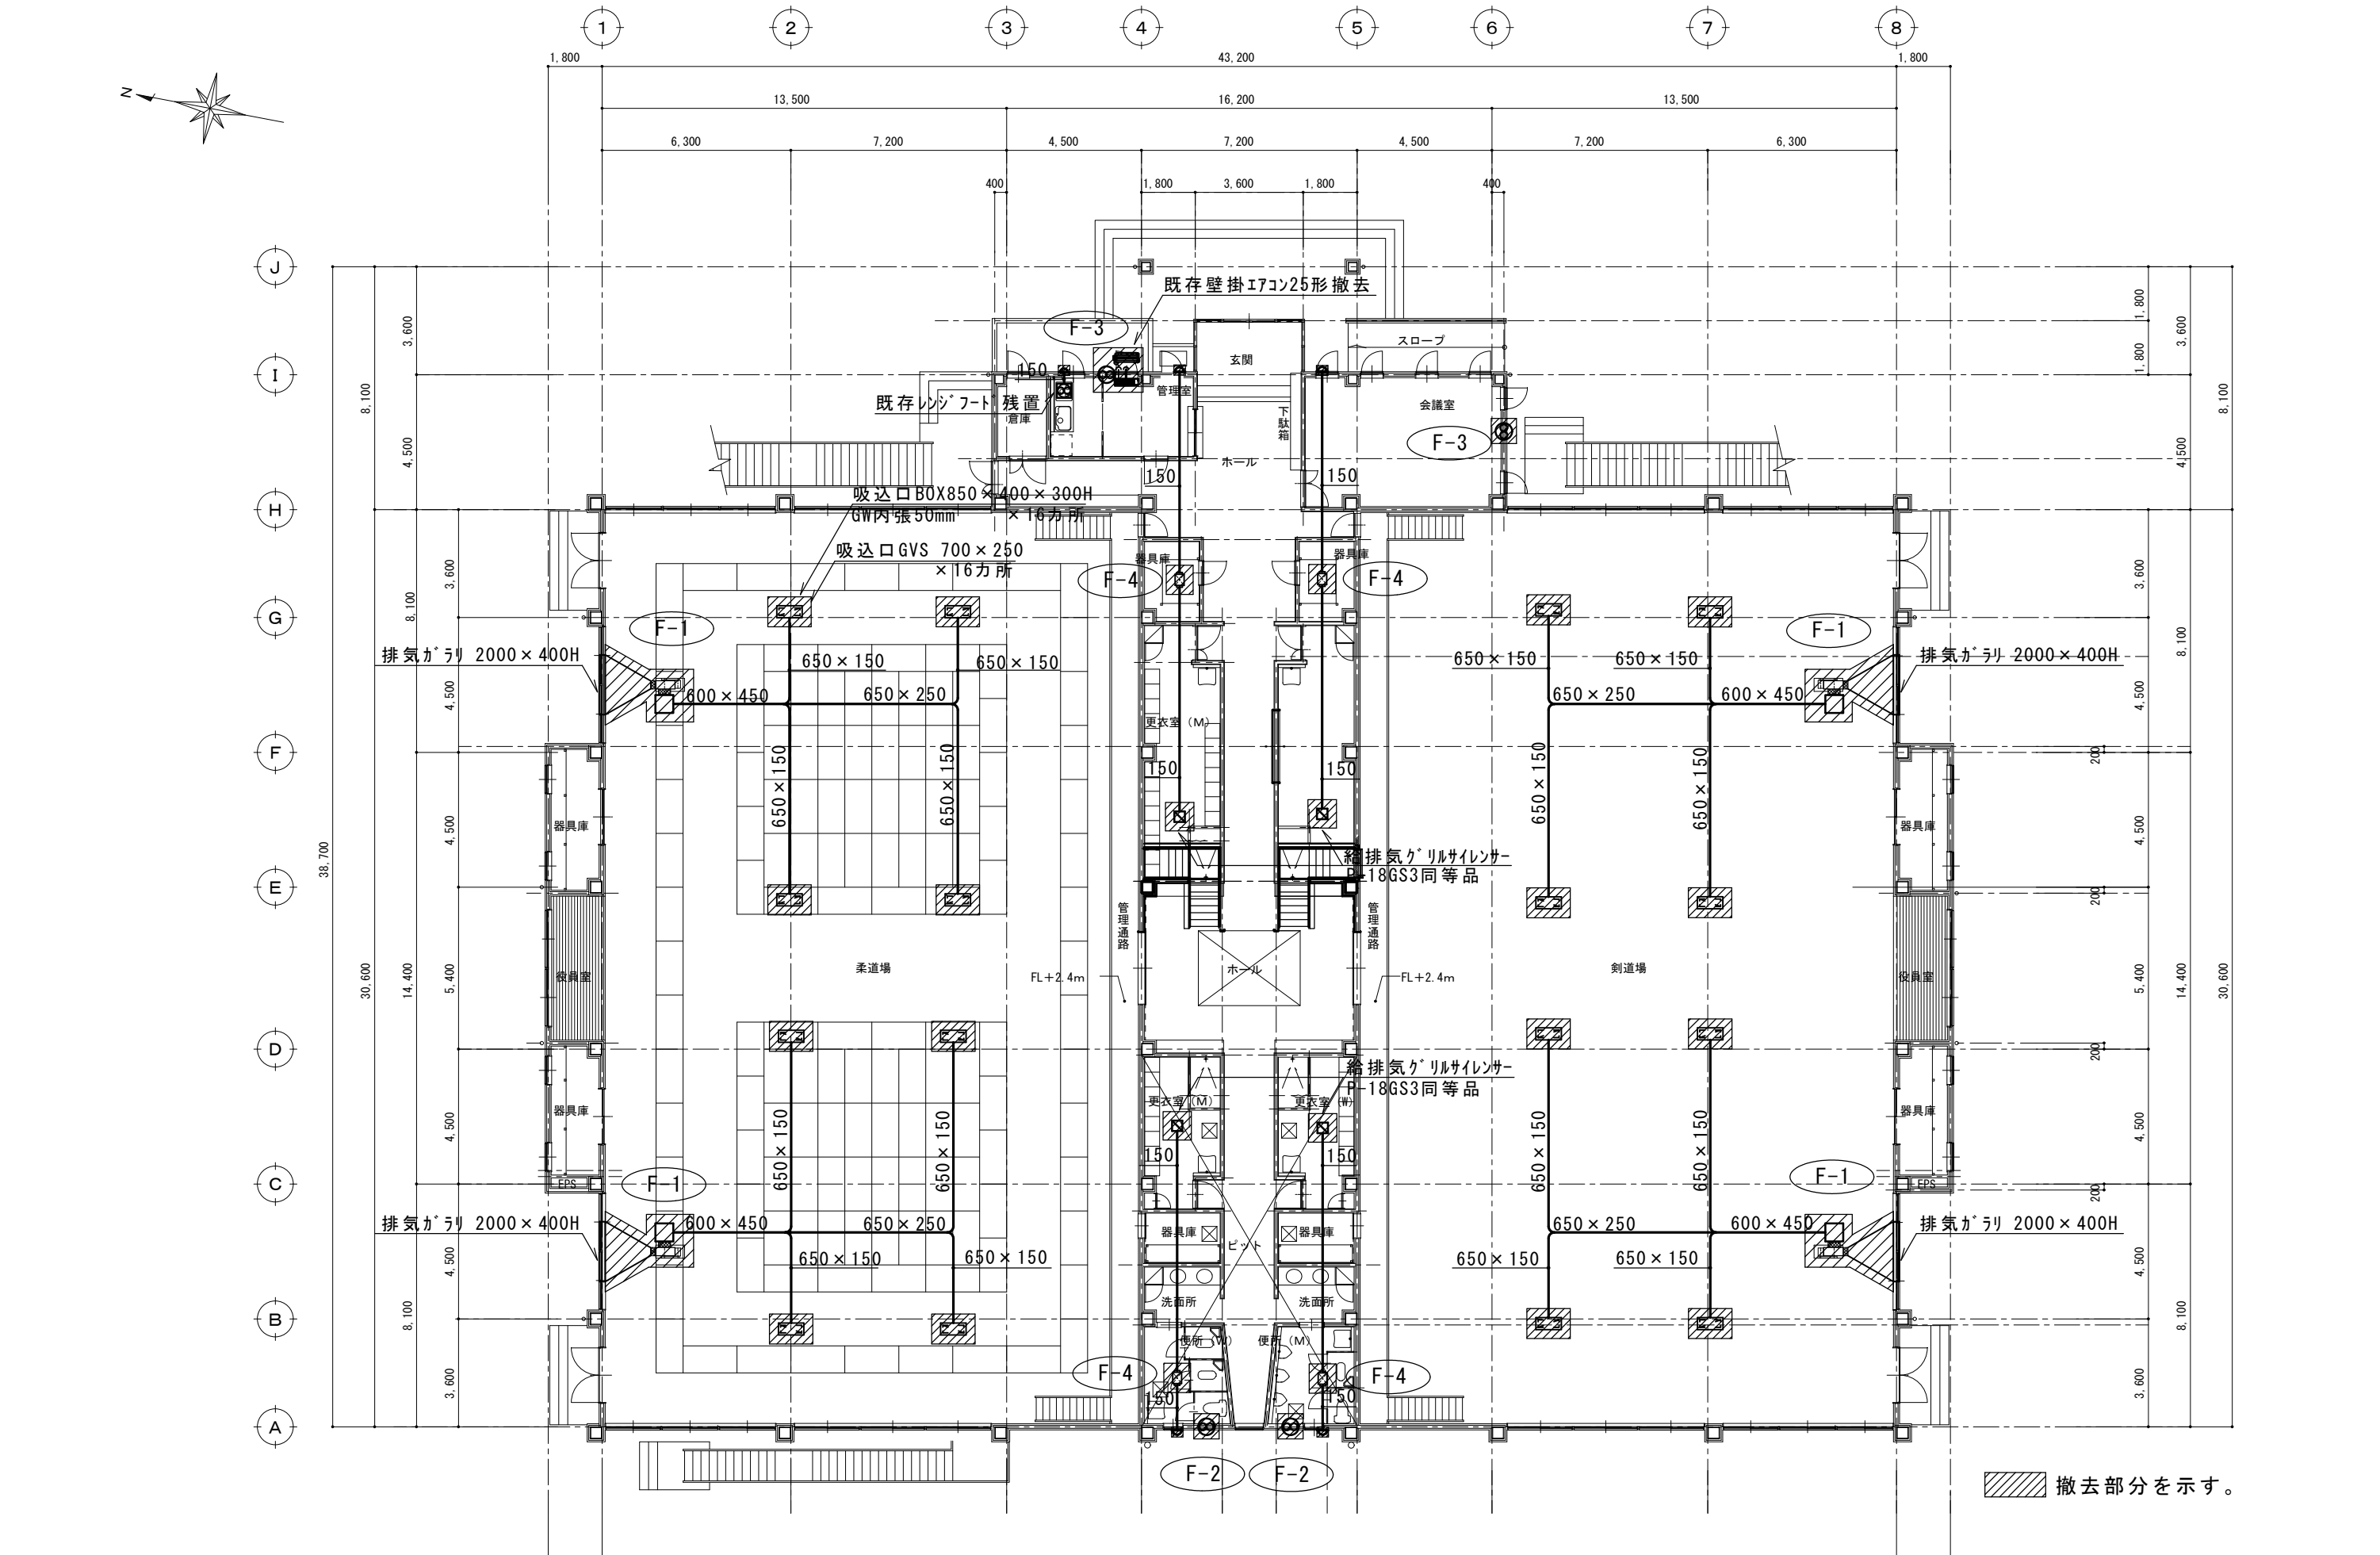 1 2 3 4 5 6 7 8
1,800 43,200 1,800
N
13,500 16,200 13,500
6,300 7,200 4,500 7,200 4,500 7,200 6,300
400 1,800 3,600 1,800 400
J
既存壁掛エアコン25形撤去
F-3
スロープ
玄関
I
150
管理室
既存レンジフード残置
倉庫
下駄箱
会議室
F-3
ホール
150 150
吸込口BOX850×400×300H
GW内張50mm ×16カ所
H
吸込口GVS 700×250
×16カ所
器具庫 器具庫
F-4 F-4
G
F-1 F-1
排気ガラリ 2000×400H
650×150 650×150 650×150 650×150
排気ガラリ 2000×400H
600×450 650×250 650×250 600×450
更衣室(M)
F
150 150
650×150 650×150 650×150 650×150
器具庫 器具庫
給排気グリルサイレンサー
P-18GS3同等品
E
管理通路 管理通路
役員室 柔道場 ホール 剣道場 役員室
FL+2.4m FL+2.4m
D
給排気グリルサイレンサー
P-18GS3同等品
更衣室(M) 更衣室(W)
器具庫 器具庫
650×150 650×150 650×150 650×150
150 150
C
EPS EPS
F-1 F-1
排気ガラリ 2000×400H
600×450 650×250 650×250 600×450
排気ガラリ 2000×400H
器具庫 ピット 器具庫
650×150 650×150 650×150 650×150
洗面所 洗面所
B
便所(W) 便所(M)
F-4 F-4
150 150
A
F-2 F-2
撤去部分を示す。
38,700
8,100 30,600
3,600 4,500 8,100 14,400 8,100
3,600 4,500 4,500 5,400 4,500 4,500 3,600
1,800 1,800 3,600 4,500 8,100
3,600 4,500 200 4,500 200 5,400 200 4,500 200 4,500 3,600
8,100 14,400 8,100
30,600